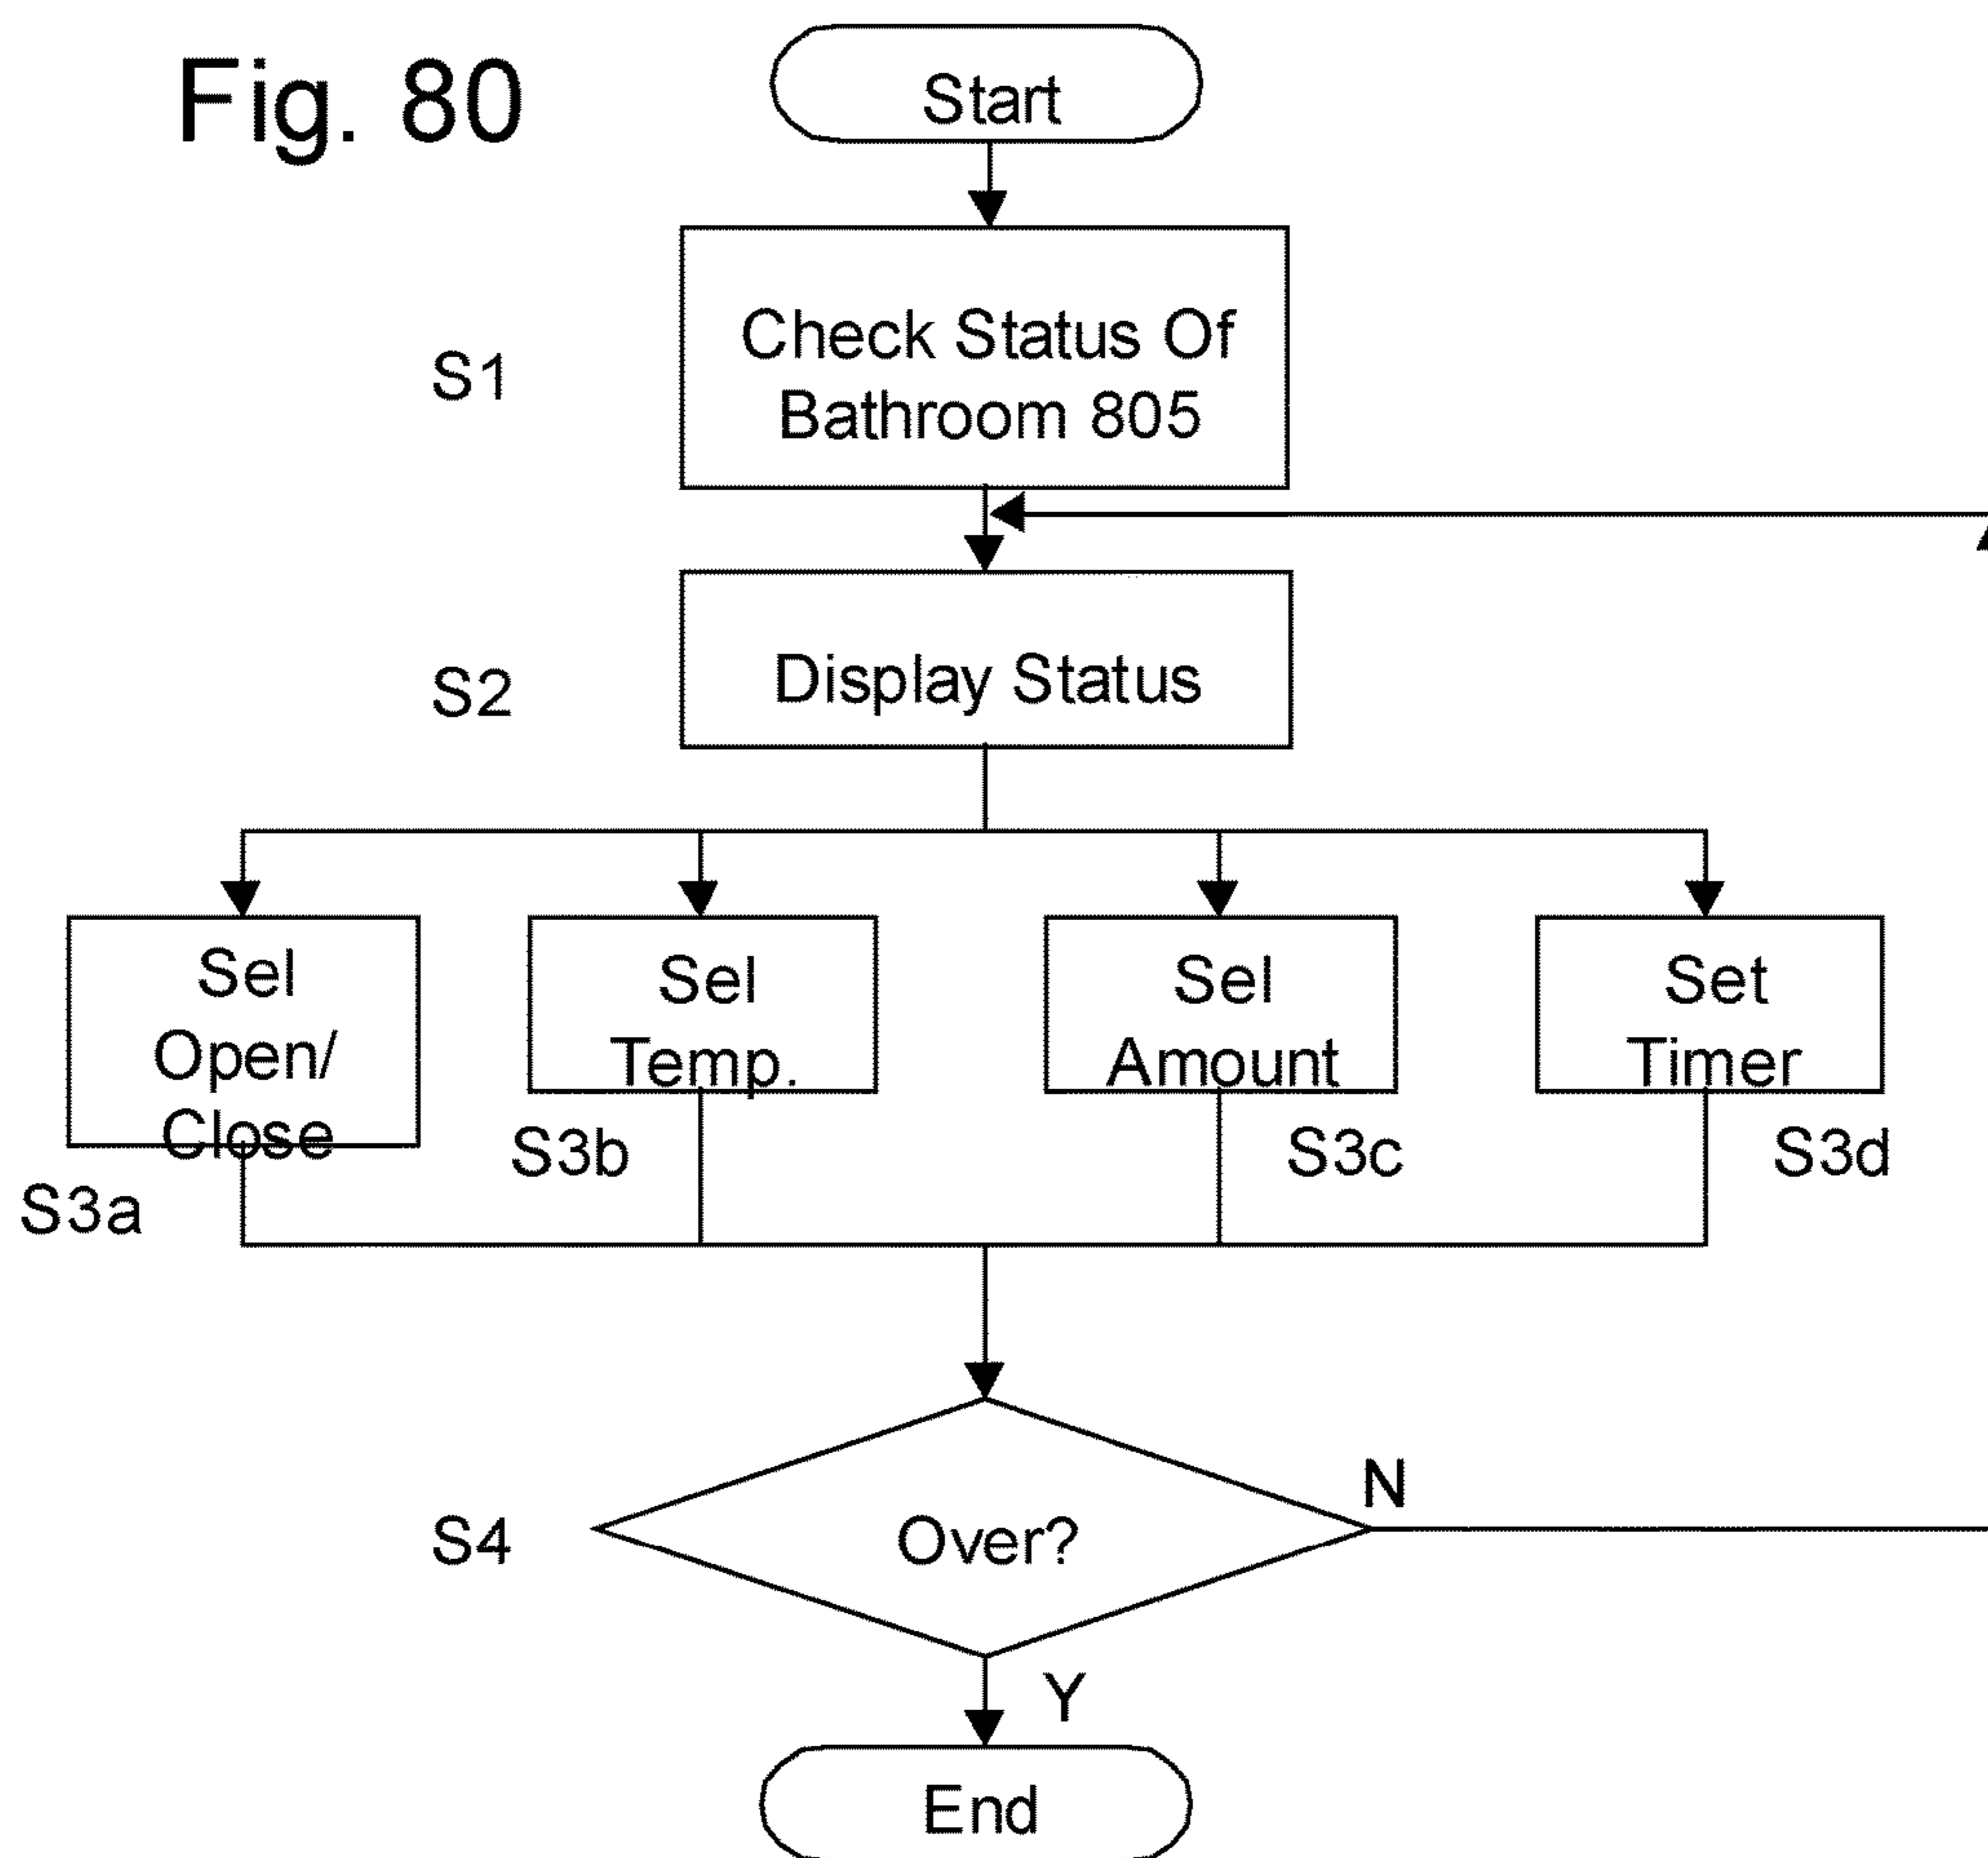 Fig. 80
Start
S1
Check Status Of
Bathroom 805
S2
Display Status
Sel
Open/
Close
S3a
Sel
Temp.
S3b
Sel
Amount
S3c
Set
Timer
S3d
S4
Over?
N
Y
End